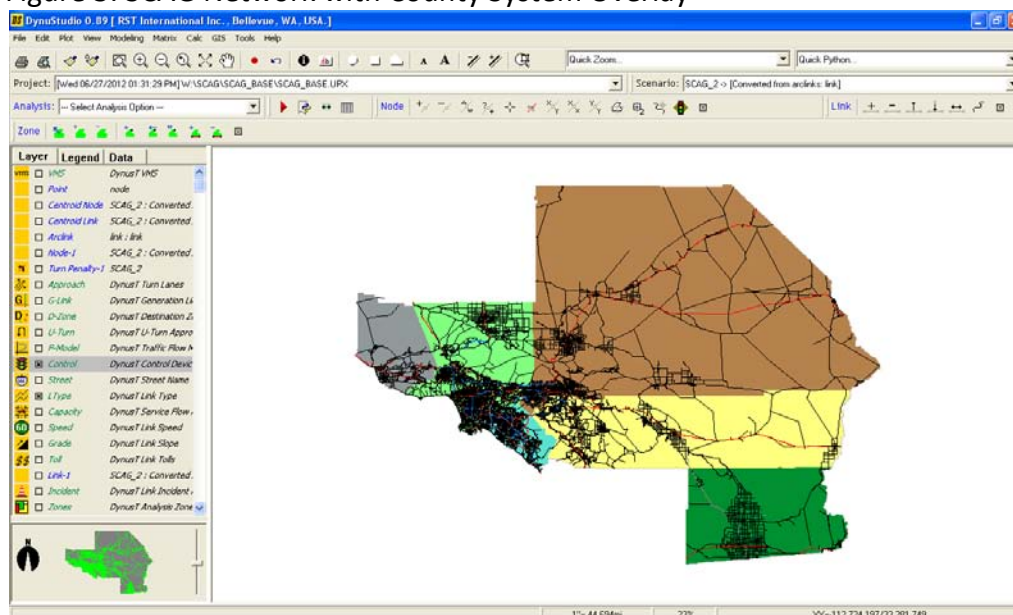 Figure 3. SCAG Network with County System Overlay
DynuStudio 0.89 [ RST International Inc., Bellevue, WA, USA.]
File Edit Plot View Modeling Matrix Calc GIS Tools Help
Quick Zoom... Quick Python...
Project: [Wed 06/27/2012 01:31:29 PM] W:\SCAG\SCAG_BASE\SCAG_BASE.UPX Scenario: SCAG_2 -> [Converted from arclinks: link]
Analysis: -- Select Analysis Option -- Node Link
Zone
Layer Legend Data
VMS DynusT VMS
Point node
Centroid Node SCAG_2 : Converted.
Centroid Link SCAG_2 : Converted.
Arclink link : link
Node-1 SCAG_2 : Converted.
Turn Penalty-1 SCAG_2
Approach DynusT Turn Lanes
G-Link DynusT Generation Li
D-Zone DynusT Destination Z
U-Turn DynusT U-Turn Appro
P-Model DynusT Traffic Flow M
Control DynusT Control Devic
Street DynusT Street Name
LType DynusT Link Type
Capacity DynusT Service Flow
60 Speed DynusT Link Speed
Grade DynusT Link Slope
$$ Toll DynusT Link Tolls
Link-1 SCAG_2 : Converted.
Incident DynusT Link Incident
Zones DynusT Analysis Zone
N
22%